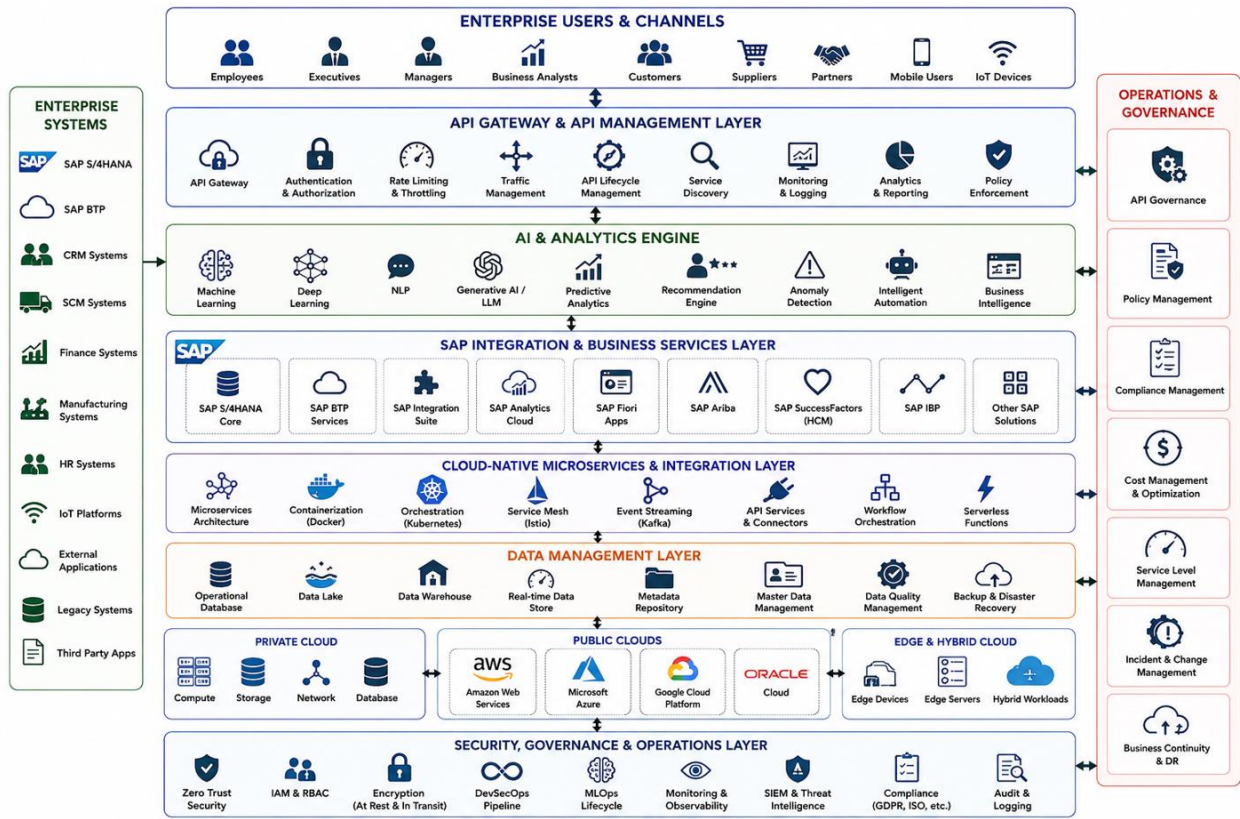 ENTERPRISE USERS & CHANNELS
Employees
Executives
Managers
Business Analysts
Customers
Suppliers
Partners
Mobile Users
IoT Devices
ENTERPRISE
SYSTEMS
SAP
SAP S/4HANA
SAP BTP
CRM Systems
SCM Systems
Finance Systems
Manufacturing
Systems
HR Systems
IoT Platforms
External
Applications
Legacy Systems
Third Party Apps
API GATEWAY & API MANAGEMENT LAYER
API Gateway
Authentication
& Authorization
Rate Limiting
& Throttling
Traffic
Management
API Lifecycle
Management
Service
Discovery
Monitoring
& Logging
Analytics
& Reporting
Policy
Enforcement
AI & ANALYTICS ENGINE
Machine
Learning
Deep
Learning
NLP
Generative AI /
LLM
Predictive
Analytics
Recommendation
Engine
Anomaly
Detection
Intelligent
Automation
Business
Intelligence
SAP
SAP INTEGRATION & BUSINESS SERVICES LAYER
SAP S/4HANA
Core
SAP BTP
Services
SAP Integration
Suite
SAP Analytics
Cloud
SAP Fiori
Apps
SAP Ariba
SAP SuccessFactors
(HCM)
SAP IBP
Other SAP
Solutions
CLOUD-NATIVE MICROSERVICES & INTEGRATION LAYER
Microservices
Architecture
Containerization
(Docker)
Orchestration
(Kubernetes)
Service Mesh
(Istio)
Event Streaming
(Kafka)
API Services
& Connectors
Workflow
Orchestration
Serverless
Functions
DATA MANAGEMENT LAYER
Operational
Database
Data Lake
Data Warehouse
Real-time Data
Store
Metadata
Repository
Master Data
Management
Data Quality
Management
Backup & Disaster
Recovery
PRIVATE CLOUD
Compute
Storage
Network
Database
PUBLIC CLOUDS
aws
Amazon Web
Services
Microsoft
Azure
Google Cloud
Platform
ORACLE
Cloud
EDGE & HYBRID CLOUD
Edge Devices
Edge Servers
Hybrid Workloads
SECURITY, GOVERNANCE & OPERATIONS LAYER
Zero Trust
Security
IAM & RBAC
Encryption
(At Rest & In Transit)
DevSecOps
Pipeline
MLOps
Lifecycle
Monitoring &
Observability
SIEM & Threat
Intelligence
Compliance
(GDPR, ISO, etc.)
Audit &
Logging
OPERATIONS &
GOVERNANCE
API Governance
Policy Management
Compliance Management
$
Cost Management
& Optimization
Service Level
Management
Incident & Change
Management
Business Continuity
& DR